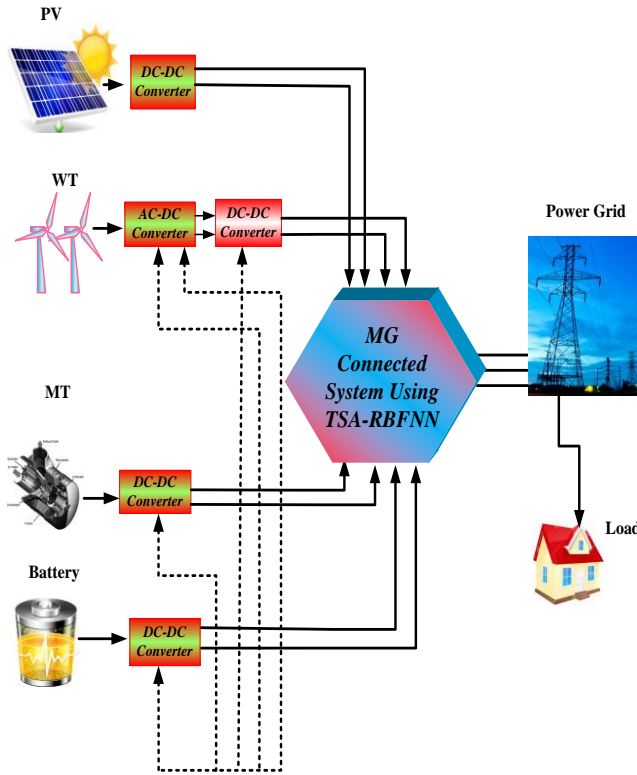 PV
DC-DC
Converter
WT
AC-DC
Converter
DC-DC
Converter
Power Grid
MG
Connected
System Using
TSA-RBFNN
MT
DC-DC
Converter
Load
Battery
DC-DC
Converter